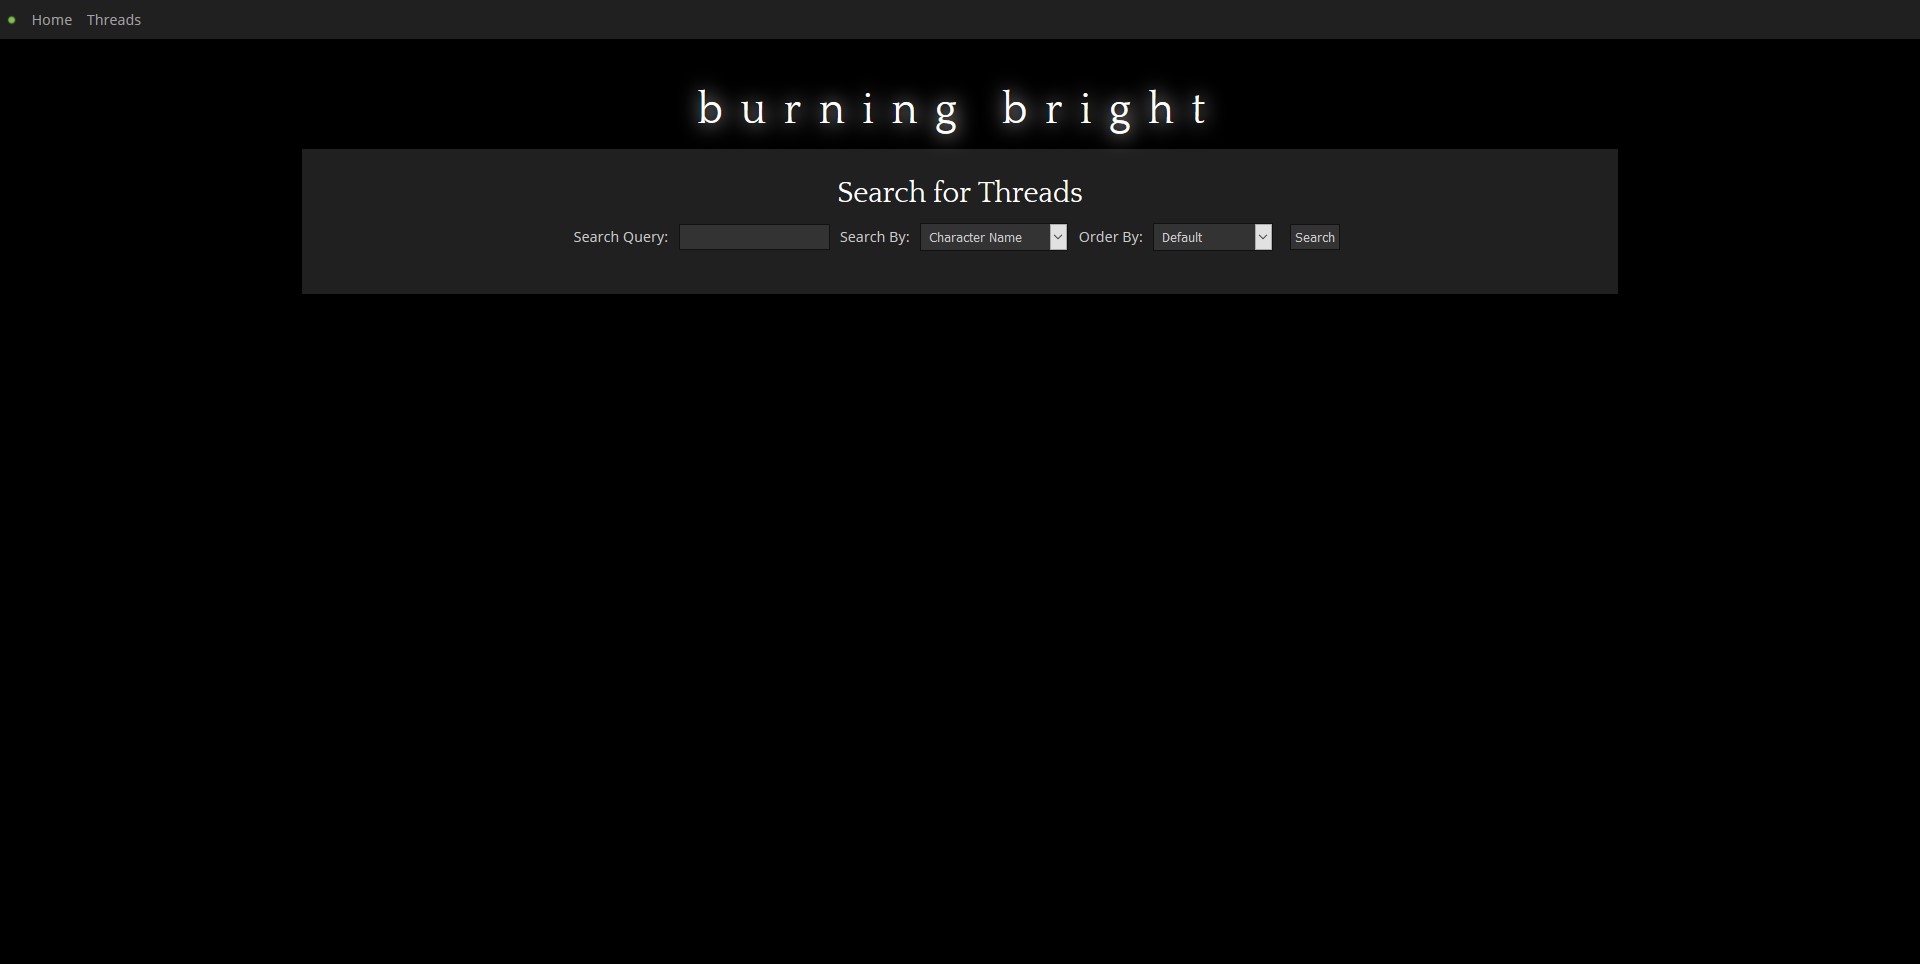 Home Threads
burning bright
Search for Threads
Search Query: Search By: Character Name Order By: Default Search